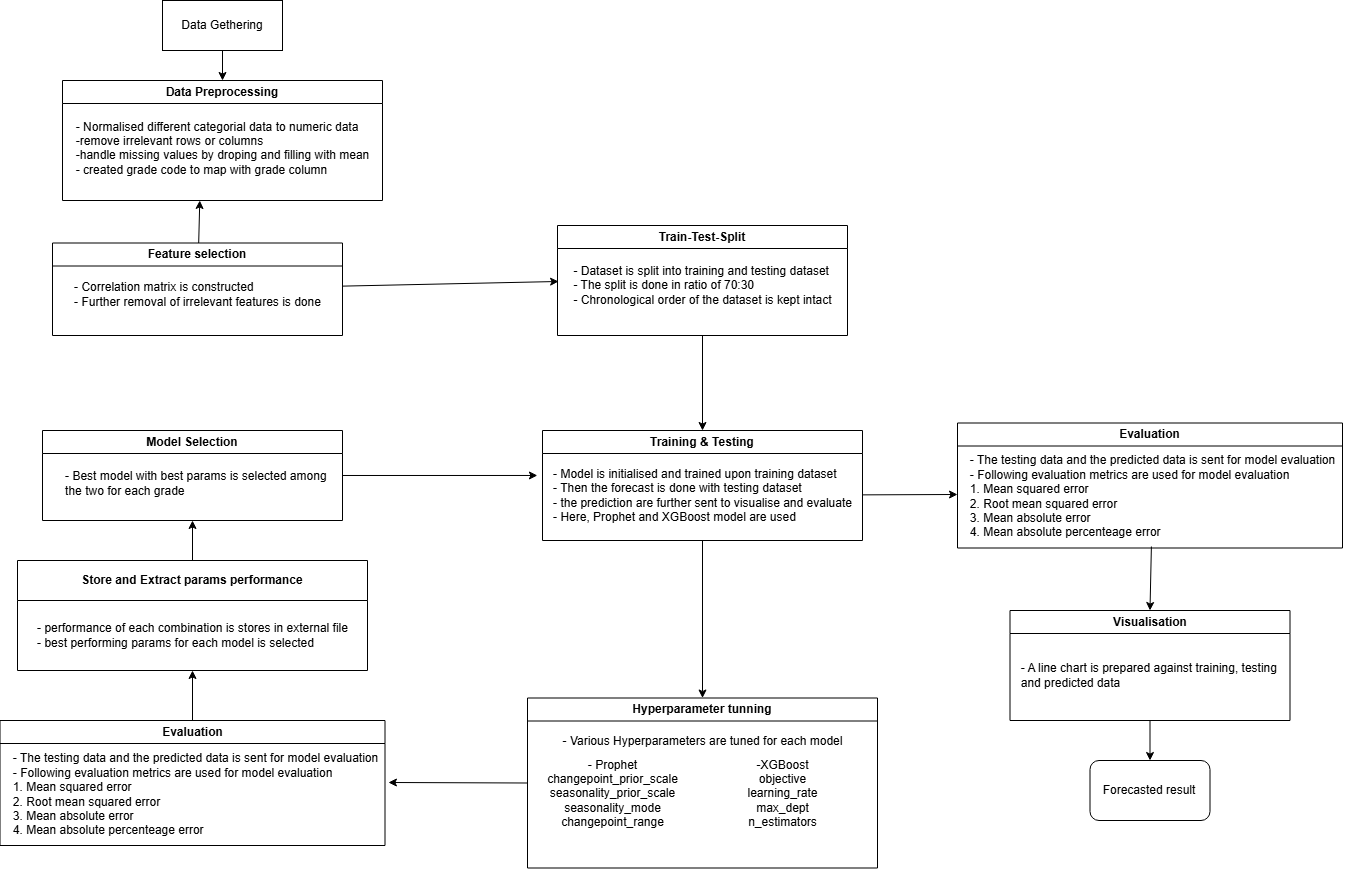 Data Gethering
Data Preprocessing
- Normalised different categorial data to numeric data
-remove irrelevant rows or columns
-handle missing values by droping and filling with mean
- created grade code to map with grade column
Feature selection
- Correlation matrix is constructed
- Further removal of irrelevant features is done
Train-Test-Split
- Dataset is split into training and testing dataset
- The split is done in ratio of 70:30
- Chronological order of the dataset is kept intact
Model Selection
- Best model with best params is selected among
the two for each grade
Training & Testing
- Model is initialised and trained upon training dataset
- Then the forecast is done with testing dataset
- the prediction are further sent to visualise and evaluate
- Here, Prophet and XGBoost model are used
Evaluation
- The testing data and the predicted data is sent for model evaluation
- Following evaluation metrics are used for model evaluation
1. Mean squared error
2. Root mean squared error
3. Mean absolute error
4. Mean absolute percenteage error
Store and Extract params performance
- performance of each combination is stores in external file
- best performing params for each model is selected
Visualisation
- A line chart is prepared against training, testing
and predicted data
Evaluation
- The testing data and the predicted data is sent for model evaluation
- Following evaluation metrics are used for model evaluation
1. Mean squared error
2. Root mean squared error
3. Mean absolute error
4. Mean absolute percenteage error
Hyperparameter tunning
- Various Hyperparameters are tuned for each model
- Prophet
changepoint_prior_scale
seasonality_prior_scale
seasonality_mode
changepoint_range
-XGBoost
objective
learning_rate
max_dept
n_estimators
Forecasted result